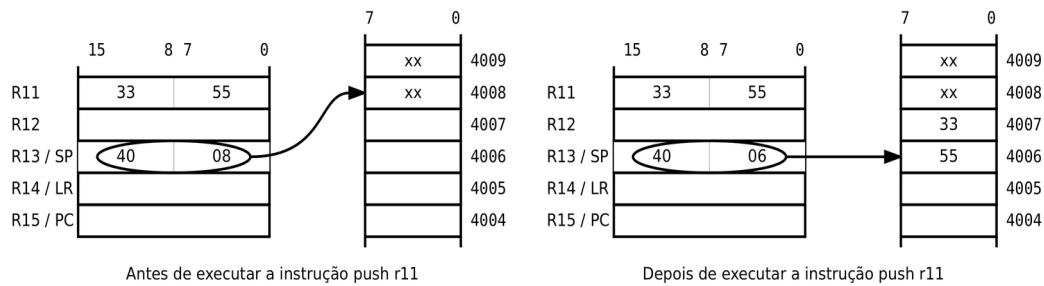 7 0 7 0
15 8 7 0 15 8 7 0
xx 4009 xx 4009
R11 33 55 xx 4008 R11 33 55 xx 4008
R12 4007 R12 33 4007
R13 / SP 40 08 4006 R13 / SP 40 06 55 4006
R14 / LR 4005 R14 / LR 4005
R15 / PC 4004 R15 / PC 4004
Antes de executar a instrução push r11 Depois de executar a instrução push r11